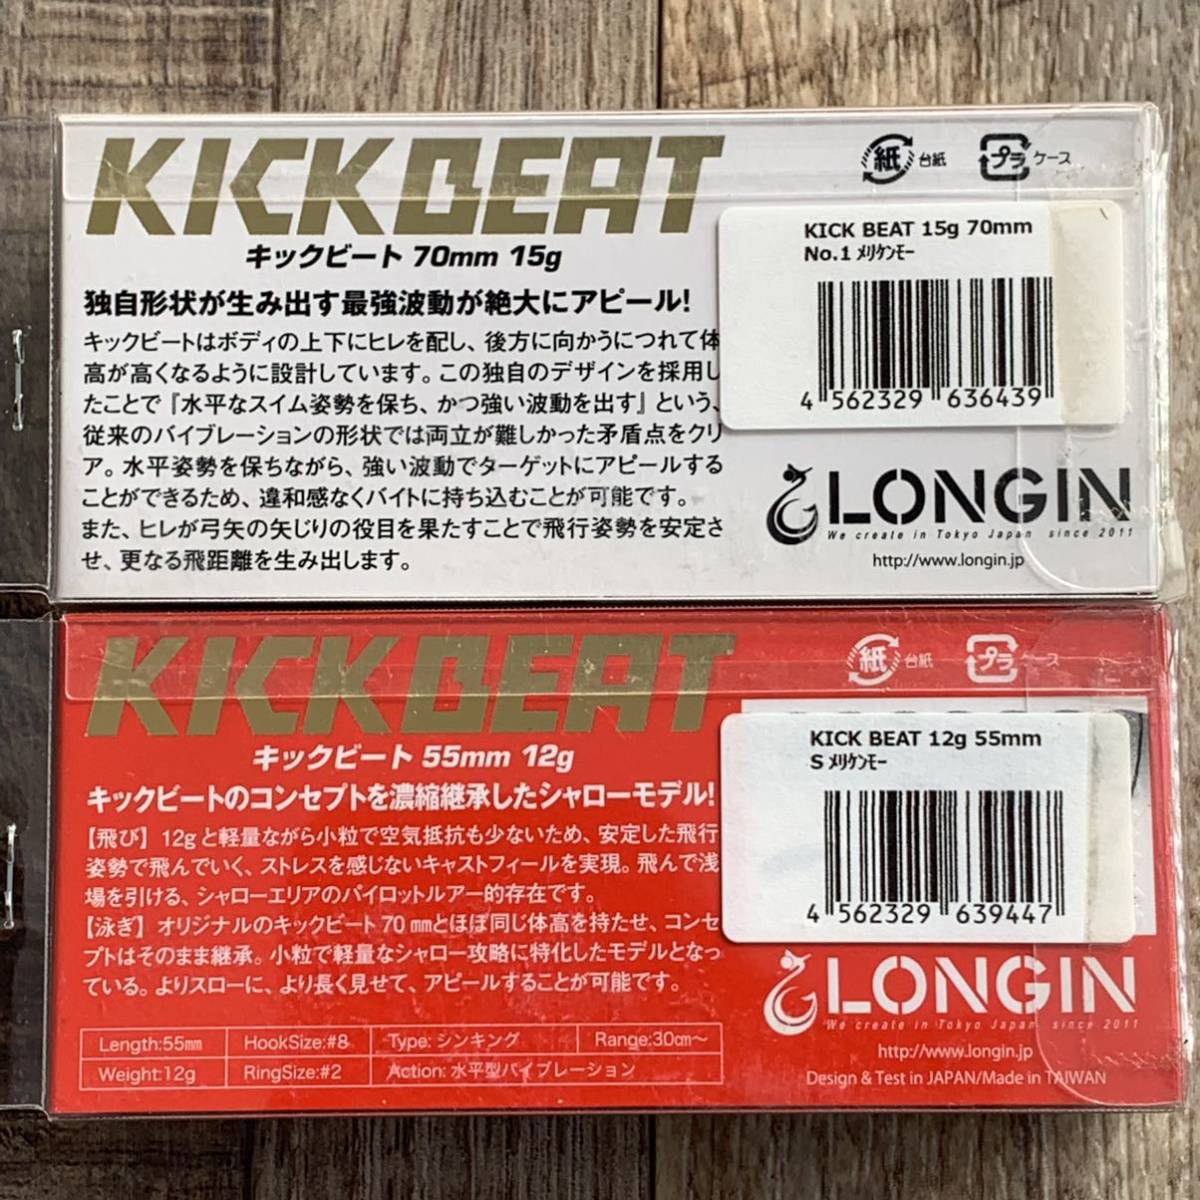 KICKBEAT
紙 台紙
プラ ケース
キックビート 70mm 15g
独自形状が生み出す最強波動が絶大にアピール!
キックビートはボディの上下にヒレを配し、後方に向かうにつれて体
高が高くなるように設計しています。この独自のデザインを採用し
たことで『水平なスイム姿勢を保ち、かつ強い波動を出す』という、
従来のバイブレーションの形状では両立が難しかった矛盾点をクリ
ア。水平姿勢を保ちながら、強い波動でターゲットにアピールする
ことができるため、違和感なくバイトに持ち込むことが可能です。
また、ヒレが弓矢の矢じりの役目を果たすことで飛行姿勢を安定さ
せ、更なる飛距離を生み出します。
KICK BEAT 15g 70mm
No.1 ﾒﾘｹﾝﾓｰ
4 562329 636439
LONGIN
We create in Tokyo Japan since 2011
http://www.longin.jp
KICKBEAT
紙 台紙
プラ ケース
キックビート 55mm 12g
キックビートのコンセプトを濃縮継承したシャローモデル!
【飛び】12gと軽量ながら小粒で空気抵抗も少ないため、安定した飛行
姿勢で飛んでいく、ストレスを感じないキャストフィールを実現。飛んで浅
場を引ける、シャローエリアのパイロットルアー的存在です。
【泳ぎ】オリジナルのキックビート70㎜とほぼ同じ体高を持たせ、コンセ
プトはそのまま継承。小粒で軽量なシャロー攻略に特化したモデルとなっ
ている。よりスローに、より長く見せて、アピールすることが可能です。
Length:55㎜ HookSize:#8 Type: シンキング Range:30㎝〜
Weight:12g RingSize:#2 Action: 水平型バイブレーション
KICK BEAT 12g 55mm
S ﾒﾘｹﾝﾓｰ
4 562329 639447
LONGIN
We create in Tokyo Japan since 2011
http://www.longin.jp
Design & Test in JAPAN/Made in TAIWAN